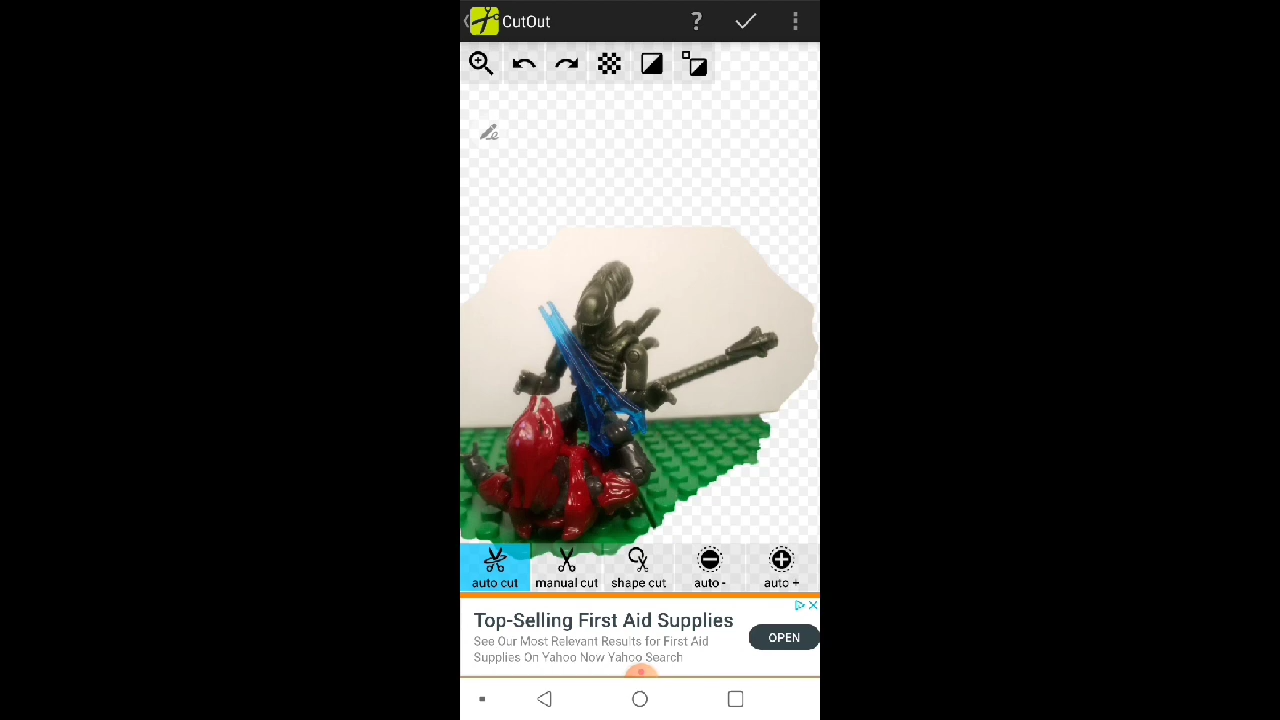 CutOut
auto cut
manual cut
shape cut
auto -
auto +
Top-Selling First Aid Supplies
See Our Most Relevant Results for First Aid
Supplies On Yahoo Now Yahoo Search
OPEN